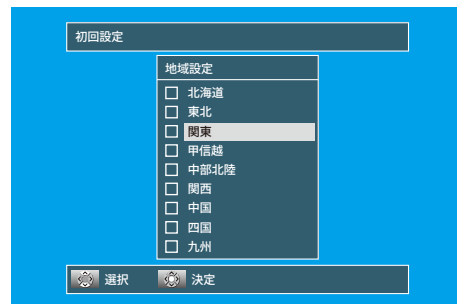 初回設定
地域設定
北海道
東北
関東
甲信越
中部北陸
関西
中国
四国
九州
選択 決定